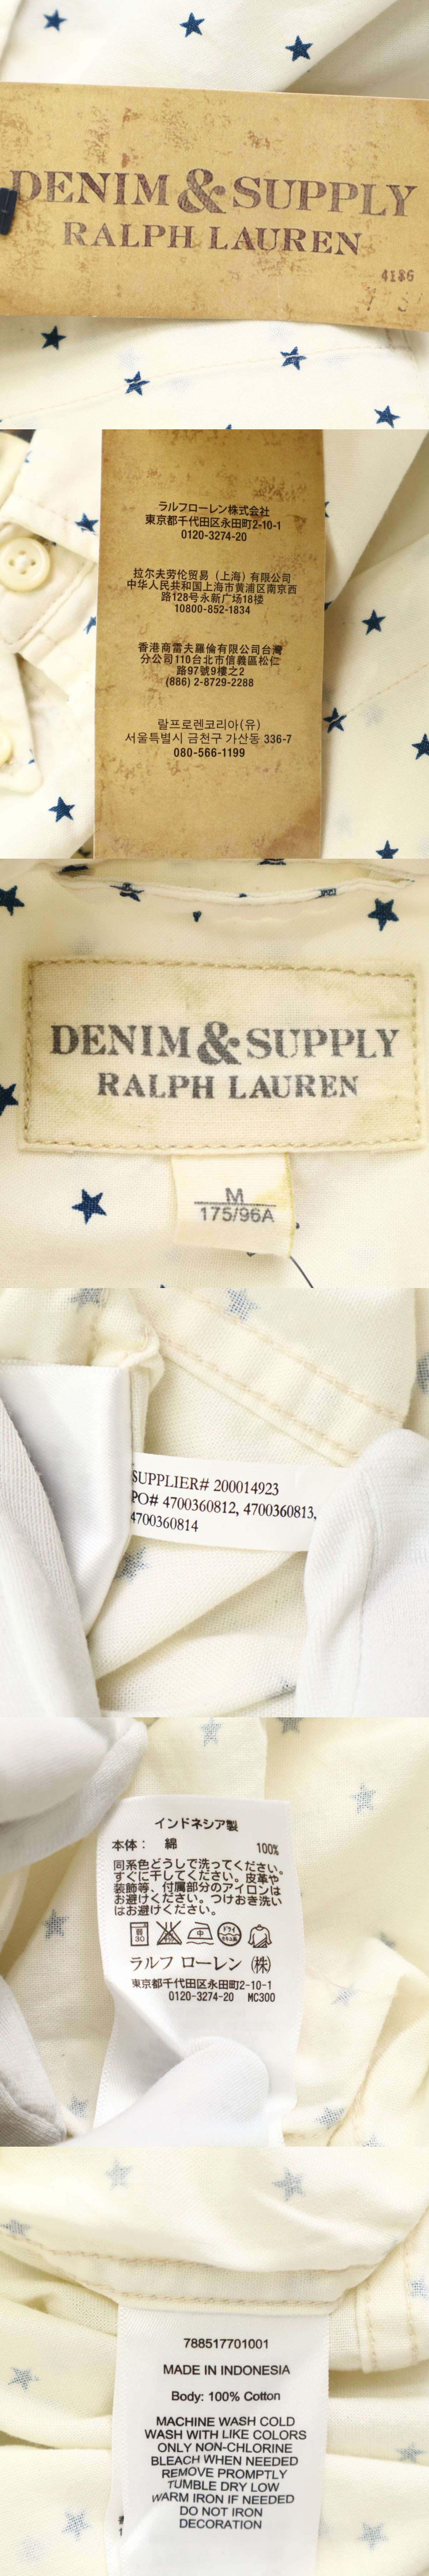 DENIM & SUPPLY
RALPH LAUREN
4186
ラルフローレン株式会社
東京都千代田区永田町2-10-1
0120-3274-20
拉尔夫劳伦贸易（上海）有限公司
中华人民共和国上海市黄浦区南京西
路128号永新广场18楼
10800-852-1834
香港商雷夫羅倫有限公司台灣
分公司110台北市信義區松仁
路97號9樓之2
(886) 2-8729-2288
랄프로렌코리아(유)
서울특별시 금천구 가산동 336-7
080-566-1199
DENIM & SUPPLY
RALPH LAUREN
M
175/96A
SUPPLIER# 200014923
PO# 4700360812, 4700360813,
4700360814
インドネシア製
本体： 綿 100%
同系色どうしで洗ってください。
すぐに干してください。皮革や
装飾等、付属部分のアイロンは
お避けください。つけおき洗い
はお避けください。
30 中 ドライ
ラルフ ローレン（株）
東京都千代田区永田町2-10-1
0120-3274-20 MC300
788517701001
MADE IN INDONESIA
Body: 100% Cotton
MACHINE WASH COLD
WASH WITH LIKE COLORS
ONLY NON-CHLORINE
BLEACH WHEN NEEDED
REMOVE PROMPTLY
TUMBLE DRY LOW
WARM IRON IF NEEDED
DO NOT IRON
DECORATION